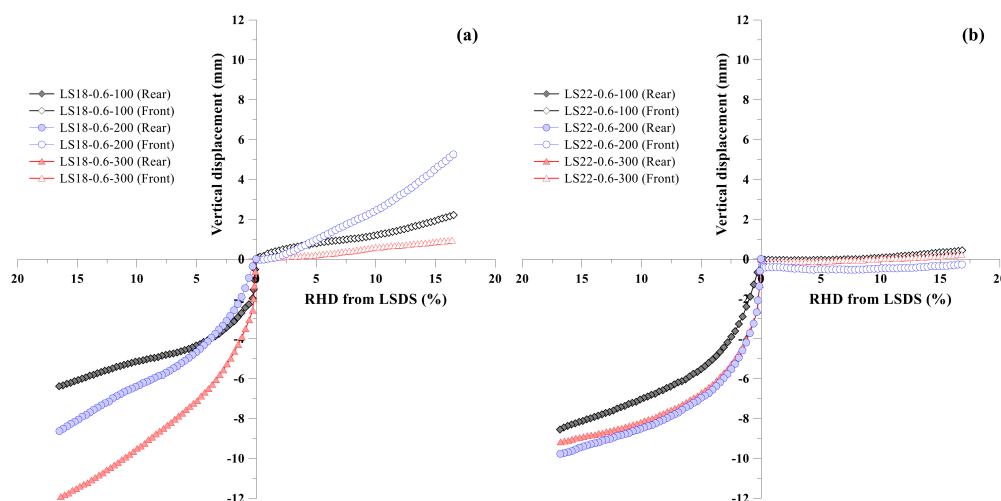 (a)
Vertical displacement (mm)
12
10
8
6
4
2
0
-2
-4
-6
-8
-10
-12
LS18-0.6-100 (Rear)
LS18-0.6-100 (Front)
LS18-0.6-200 (Rear)
LS18-0.6-200 (Front)
LS18-0.6-300 (Rear)
LS18-0.6-300 (Front)
20 15 10 5 0 5 10 15 20
RHD from LSDS (%)
(b)
Vertical displacement (mm)
12
10
8
6
4
2
0
-2
-4
-6
-8
-10
-12
LS22-0.6-100 (Rear)
LS22-0.6-100 (Front)
LS22-0.6-200 (Rear)
LS22-0.6-200 (Front)
LS22-0.6-300 (Rear)
LS22-0.6-300 (Front)
20 15 10 5 0 5 10 15 20
RHD from LSDS (%)